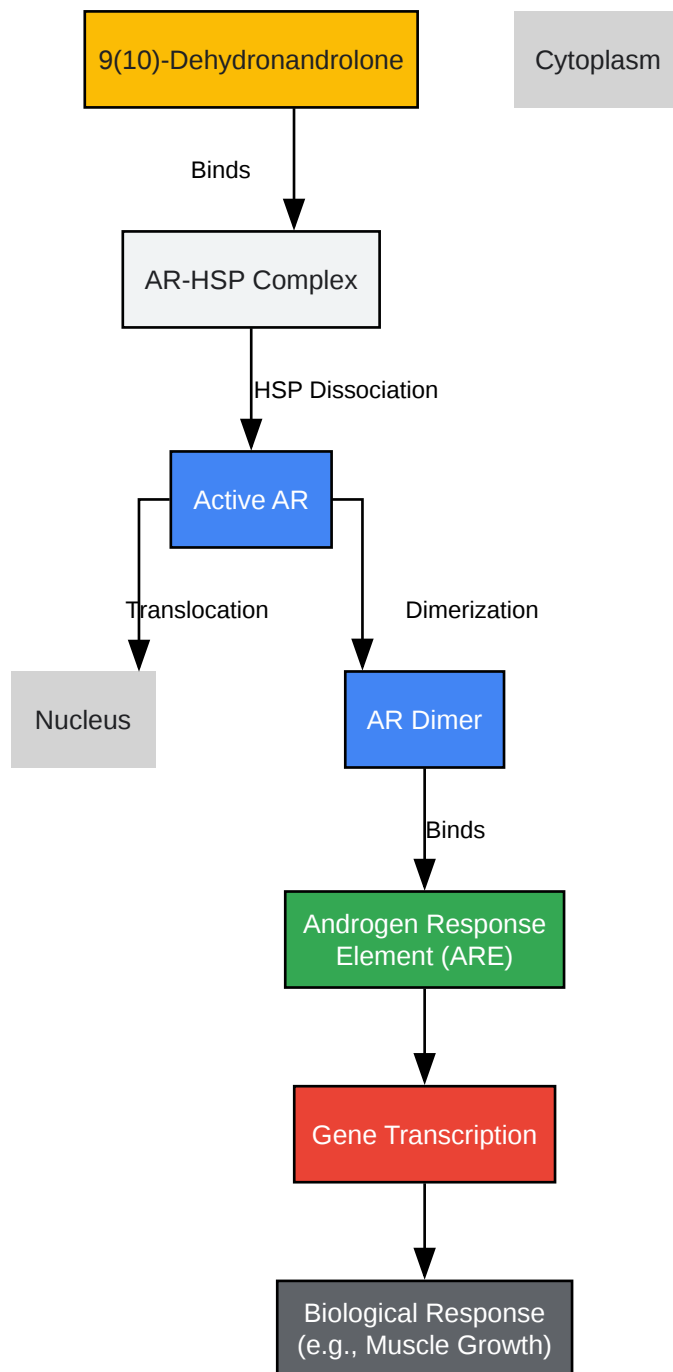 9(10)-Dehydronandrolone
Cytoplasm
Binds
AR-HSP Complex
HSP Dissociation
Active AR
Translocation
Dimerization
Nucleus
AR Dimer
Binds
Androgen Response
Element (ARE)
Gene Transcription
Biological Response
(e.g., Muscle Growth)